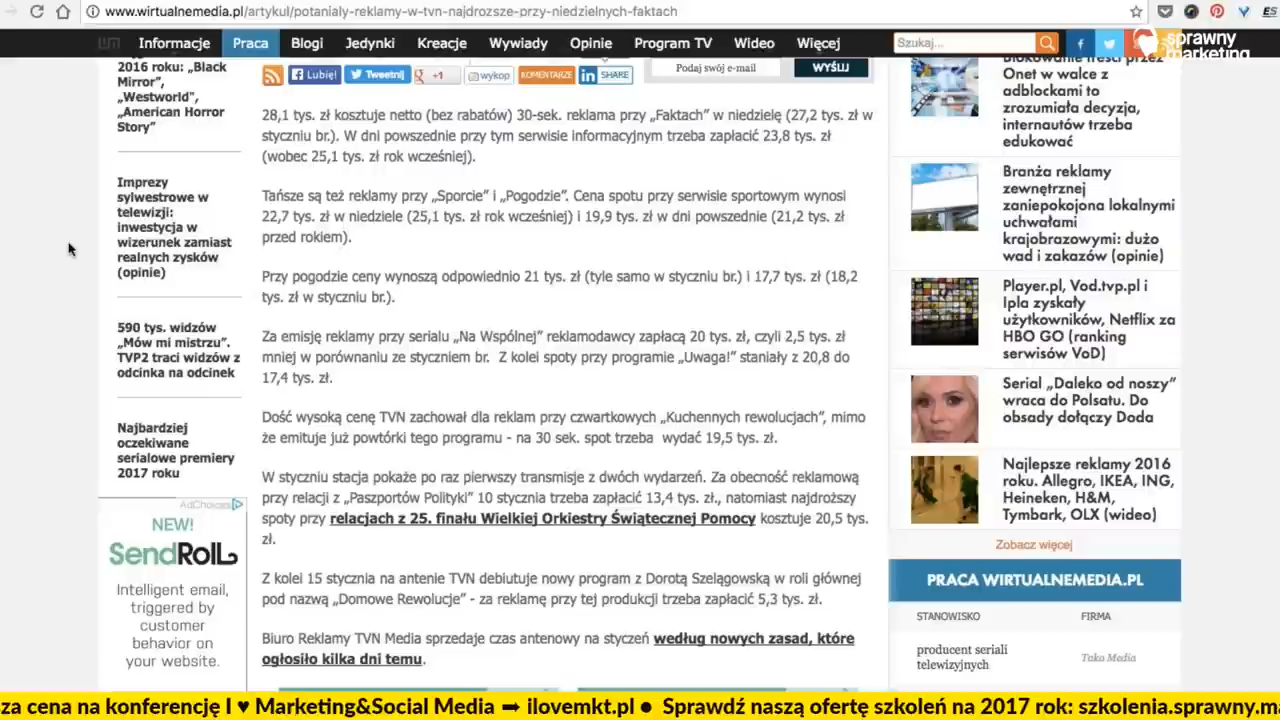 www.wirtualnemedia.pl/artykul/potanialy-reklamy-w-tvn-najdrozsze-przy-niedzielnych-faktach
ES
Informacje Praca Blogi Jedynki Kreacje Wywiady Opinie Program TV Wideo Więcej
Szukaj...
sprawny
marketing
2016 roku: „Black
Mirror”,
„Westworld”,
„American Horror
Story”
Imprezy
sylwestrowe w
telewizji:
inwestycja w
wizerunek zamiast
realnych zysków
(opinie)
590 tys. widzów
„Mów mi mistrzu”.
TVP2 traci widzów z
odcinka na odcinek
Najbardziej
oczekiwane
serialowe premiery
2017 roku
AdChoices
NEW!
SendRoll
Intelligent email,
triggered by
customer
behavior on
your website.
Lubię! Tweetnij +1 wykop KOMENTARZE in SHARE
Podaj swój e-mail WYŚLIJ
28,1 tys. zł kosztuje netto (bez rabatów) 30-sek. reklama przy „Faktach” w niedzielę (27,2 tys. zł w
styczniu br.). W dni powszednie przy tym serwisie informacyjnym trzeba zapłacić 23,8 tys. zł
(wobec 25,1 tys. zł rok wcześniej).
Tańsze są też reklamy przy „Sporcie” i „Pogodzie”. Cena spotu przy serwisie sportowym wynosi
22,7 tys. zł w niedziele (25,1 tys. zł rok wcześniej) i 19,9 tys. zł w dni powszednie (21,2 tys. zł
przed rokiem).
Przy pogodzie ceny wynoszą odpowiednio 21 tys. zł (tyle samo w styczniu br.) i 17,7 tys. zł (18,2
tys. zł w styczniu br.).
Za emisję reklamy przy serialu „Na Wspólnej” reklamodawcy zapłacą 20 tys. zł, czyli 2,5 tys. zł
mniej w porównaniu ze styczniem br. Z kolei spoty przy programie „Uwaga!” staniały z 20,8 do
17,4 tys. zł.
Dość wysoką cenę TVN zachował dla reklam przy czwartkowych „Kuchennych rewolucjach”, mimo
że emituje już powtórki tego programu - na 30 sek. spot trzeba wydać 19,5 tys. zł.
W styczniu stacja pokaże po raz pierwszy transmisje z dwóch wydarzeń. Za obecność reklamową
przy relacji z „Paszportów Polityki” 10 stycznia trzeba zapłacić 13,4 tys. zł., natomiast najdroższy
spoty przy relacjach z 25. finału Wielkiej Orkiestry Świątecznej Pomocy kosztuje 20,5 tys.
zł.
Z kolei 15 stycznia na antenie TVN debiutuje nowy program z Dorotą Szelągowską w roli głównej
pod nazwą „Domowe Rewolucje” - za reklamę przy tej produkcji trzeba zapłacić 5,3 tys. zł.
Biuro Reklamy TVN Media sprzedaje czas antenowy na styczeń według nowych zasad, które
ogłosiło kilka dni temu.
Blokowanie treści przez
Onet w walce z
adblockami to
zrozumiała decyzja,
internautów trzeba
edukować
Branża reklamy
zewnętrznej
zaniepokojona lokalnymi
uchwałami
krajobrazowymi: dużo
wad i zakazów (opinie)
Player.pl, Vod.tvp.pl i
Ipla zyskały
użytkowników, Netflix za
HBO GO (ranking
serwisów VoD)
Serial „Daleko od noszy”
wraca do Polsatu. Do
obsady dołączy Doda
Najlepsze reklamy 2016
roku. Allegro, IKEA, ING,
Heineken, H&M,
Tymbark, OLX (wideo)
Zobacz więcej
PRACA WIRTUALNEMEDIA.PL
STANOWISKO FIRMA
producent seriali
telewizyjnych
Tako Media
sza cena na konferencję I ♥ Marketing&Social Media ➡ ilovemkt.pl ● Sprawdź naszą ofertę szkoleń na 2017 rok: szkolenia.sprawny.ma